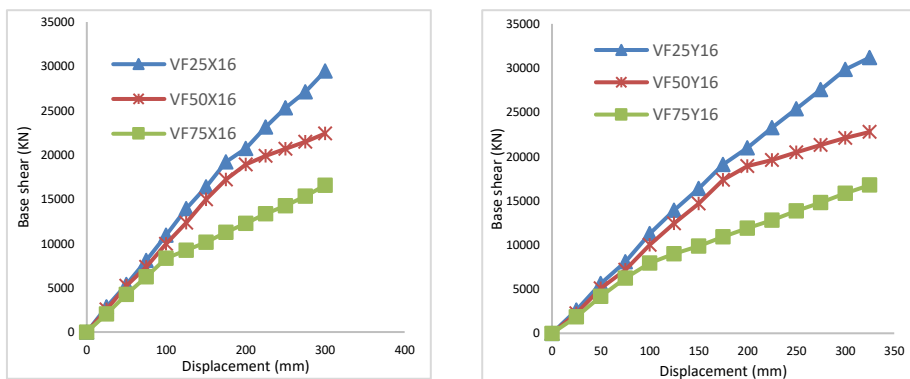 35000
30000
25000
20000
15000
10000
5000
0
Base shear (KN)
VF25X16
VF50X16
VF75X16
0 100 200 300 400
Displacement (mm)
35000
30000
25000
20000
15000
10000
5000
0
Base shear (KN)
VF25Y16
VF50Y16
VF75Y16
0 50 100 150 200 250 300 350
Displacement (mm)